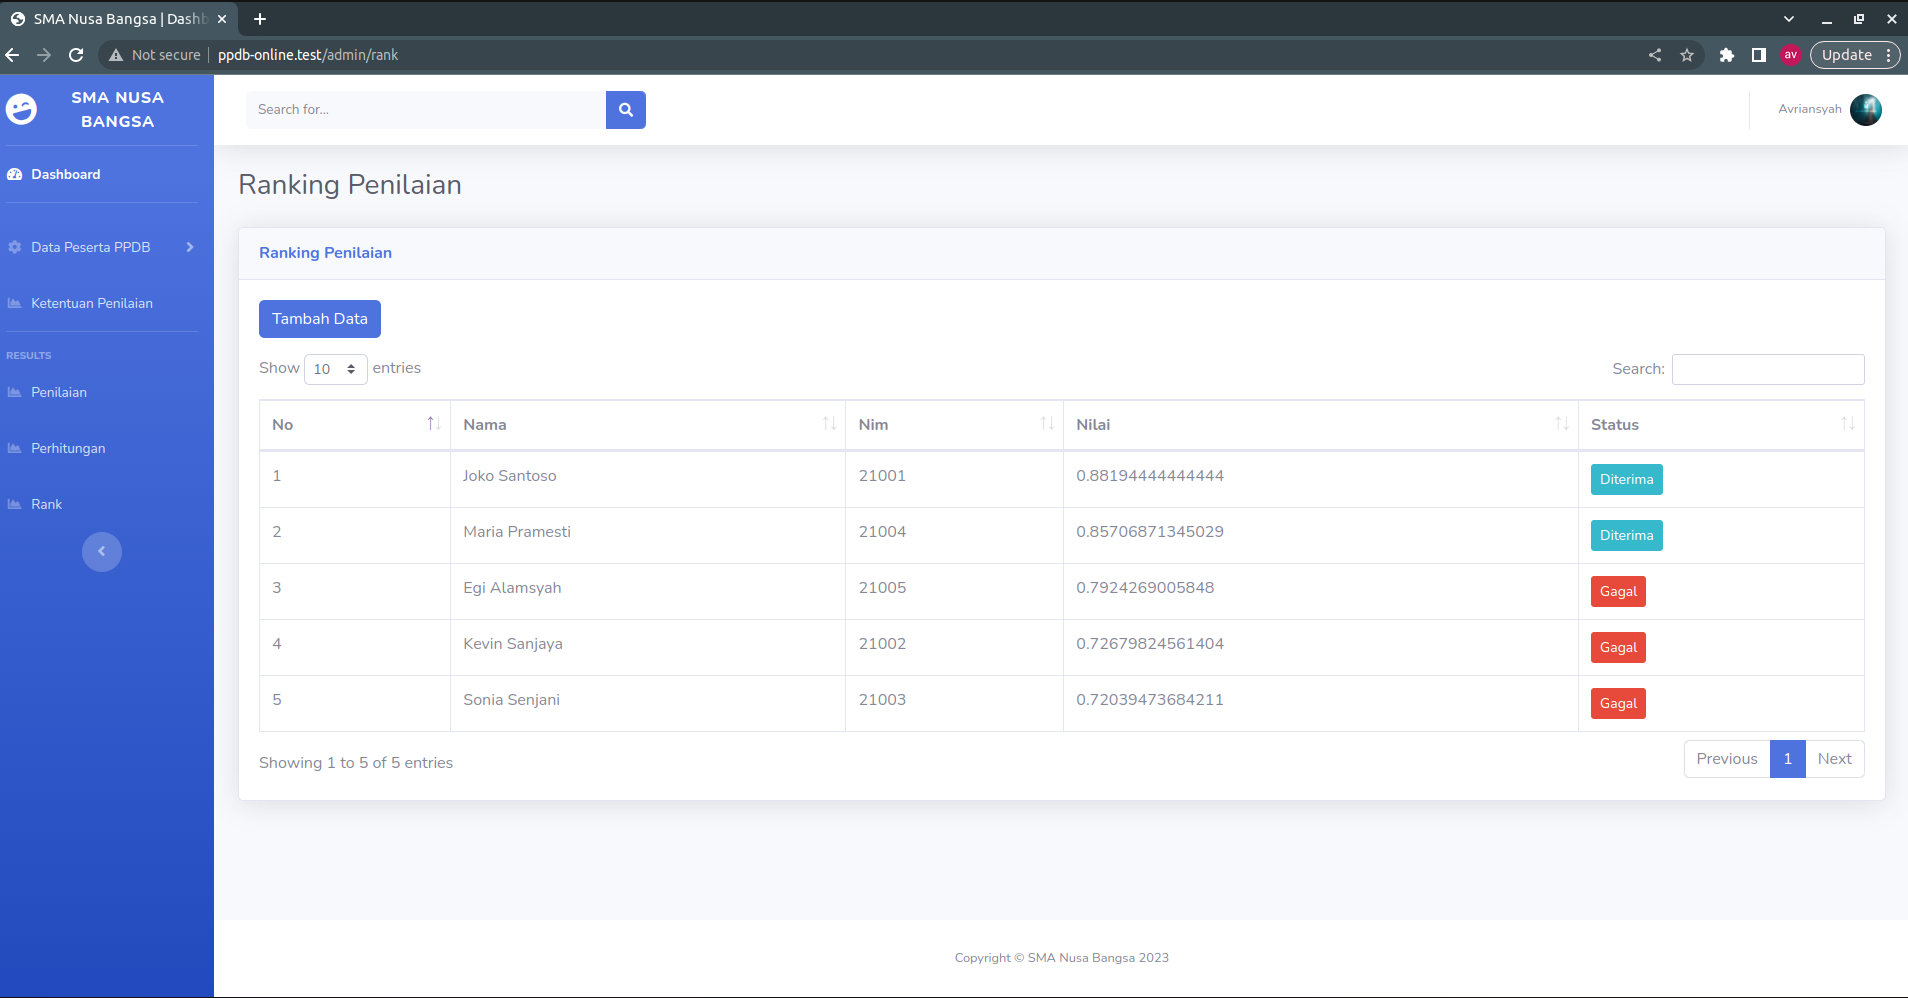 SMA Nusa Bangsa | Dashb
Not secure ppdb-online.test/admin/rank
av
Update
SMA NUSA
BANGSA
Dashboard
Data Peserta PPDB
Ketentuan Penilaian
RESULTS
Penilaian
Perhitungan
Rank
Search for...
Avriansyah
Ranking Penilaian
Ranking Penilaian
Tambah Data
Show 10 entries
Search:
No Nama Nim Nilai Status
1 Joko Santoso 21001 0.88194444444444 Diterima
2 Maria Pramesti 21004 0.85706871345029 Diterima
3 Egi Alamsyah 21005 0.7924269005848 Gagal
4 Kevin Sanjaya 21002 0.72679824561404 Gagal
5 Sonia Senjani 21003 0.72039473684211 Gagal
Showing 1 to 5 of 5 entries
Previous 1 Next
Copyright © SMA Nusa Bangsa 2023